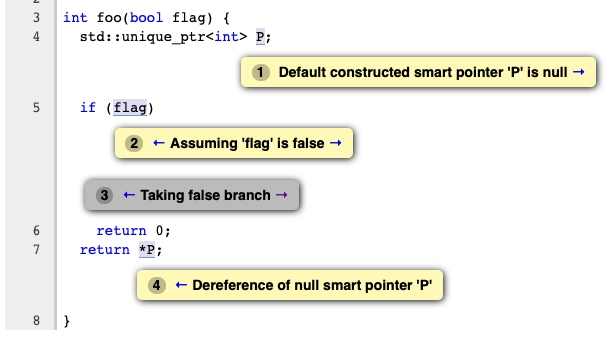 3 int foo(bool flag) {
4 std::unique_ptr<int> P;
1 Default constructed smart pointer 'P' is null →
5 if (flag)
2 ← Assuming 'flag' is false →
3 ← Taking false branch →
6 return 0;
7 return *P;
4 ← Dereference of null smart pointer 'P'
8 }